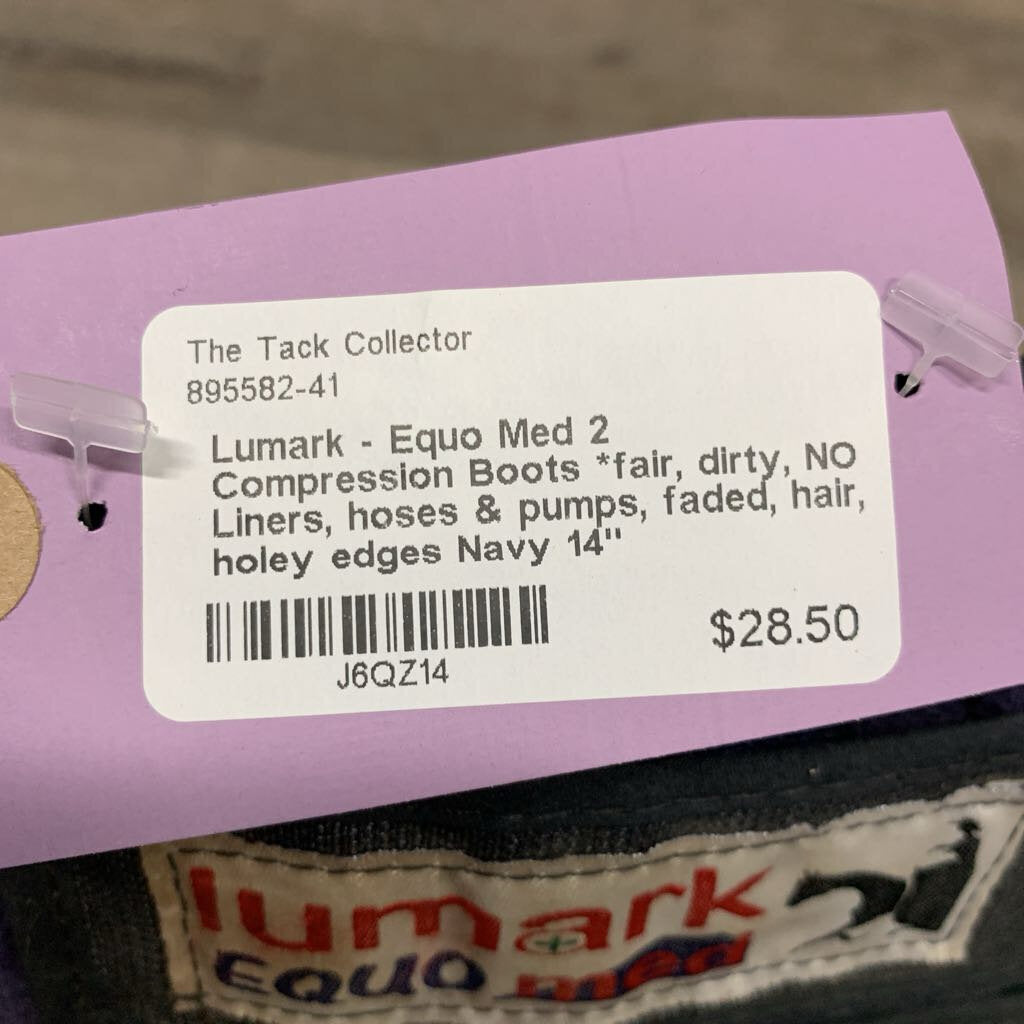 The Tack Collector
895582-41
Lumark - Equo Med 2
Compression Boots *fair, dirty, NO
Liners, hoses & pumps, faded, hair,
holey edges Navy 14"
J6QZ14
$28.50
lumark
EQUO med